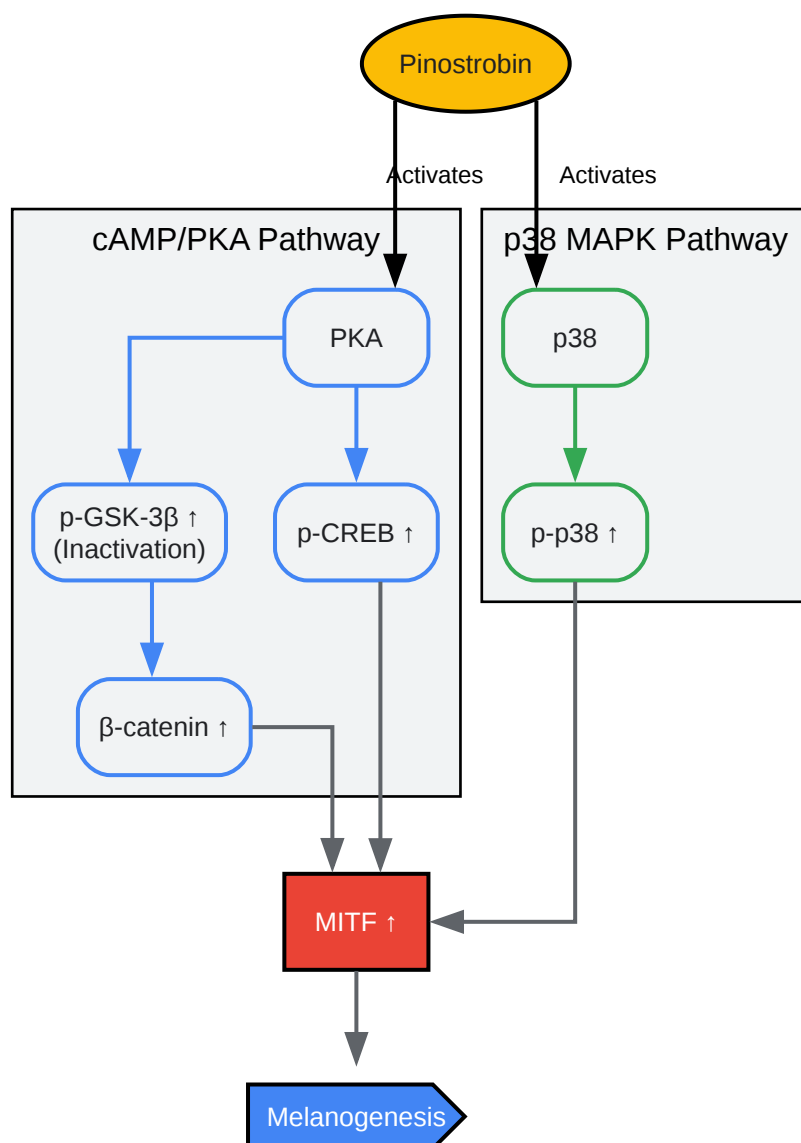 Pinostrobin
Activates
Activates
cAMP/PKA Pathway
p38 MAPK Pathway
PKA
p38
p-GSK-3β ↑
(Inactivation)
p-CREB ↑
p-p38 ↑
β-catenin ↑
MITF ↑
Melanogenesis